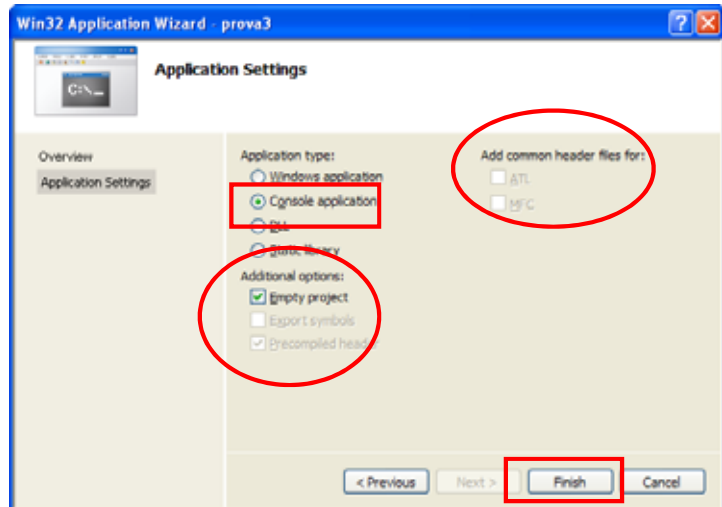 Win32 Application Wizard - prova3
Application Settings
C:\_
Overview
Application Settings
Application type:
Windows application
Console application
DLL
Static library
Additional options:
Empty project
Export symbols
Precompiled header
Add common header files for:
ATL
MFC
< Previous
Next >
Finish
Cancel